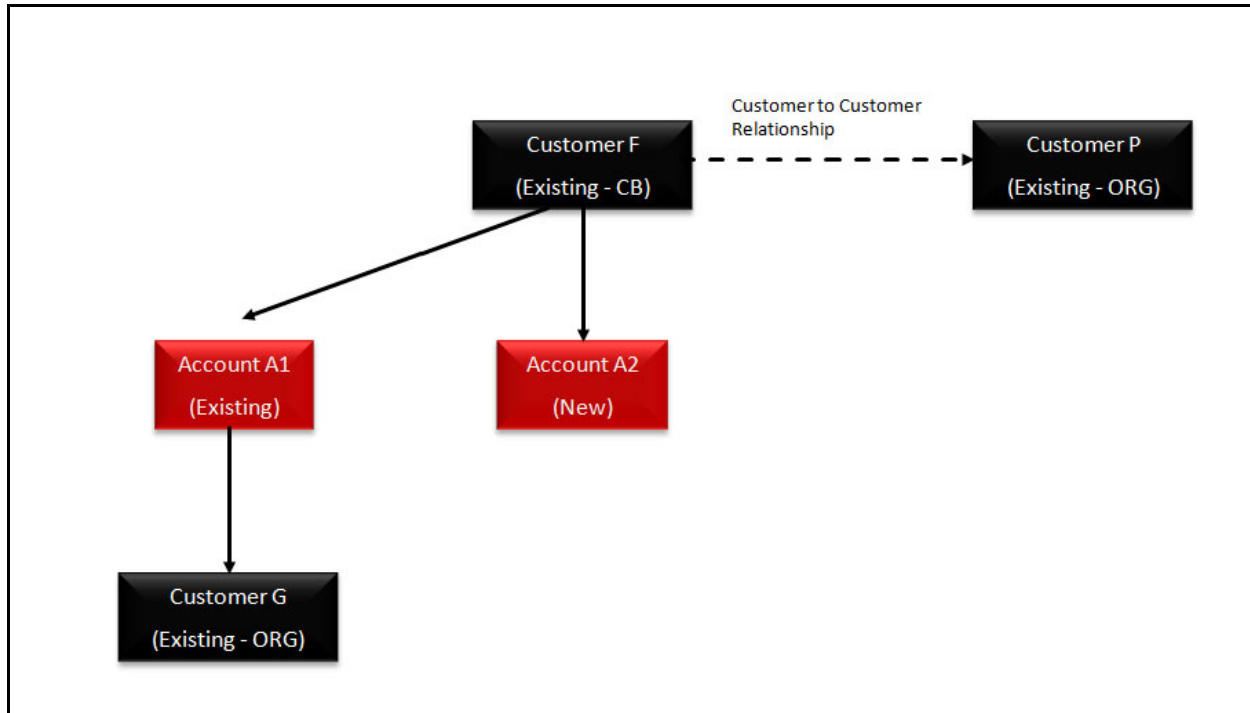 Customer to Customer
Relationship
Customer F
(Existing - CB)
Customer P
(Existing - ORG)
Account A1
(Existing)
Account A2
(New)
Customer G
(Existing - ORG)